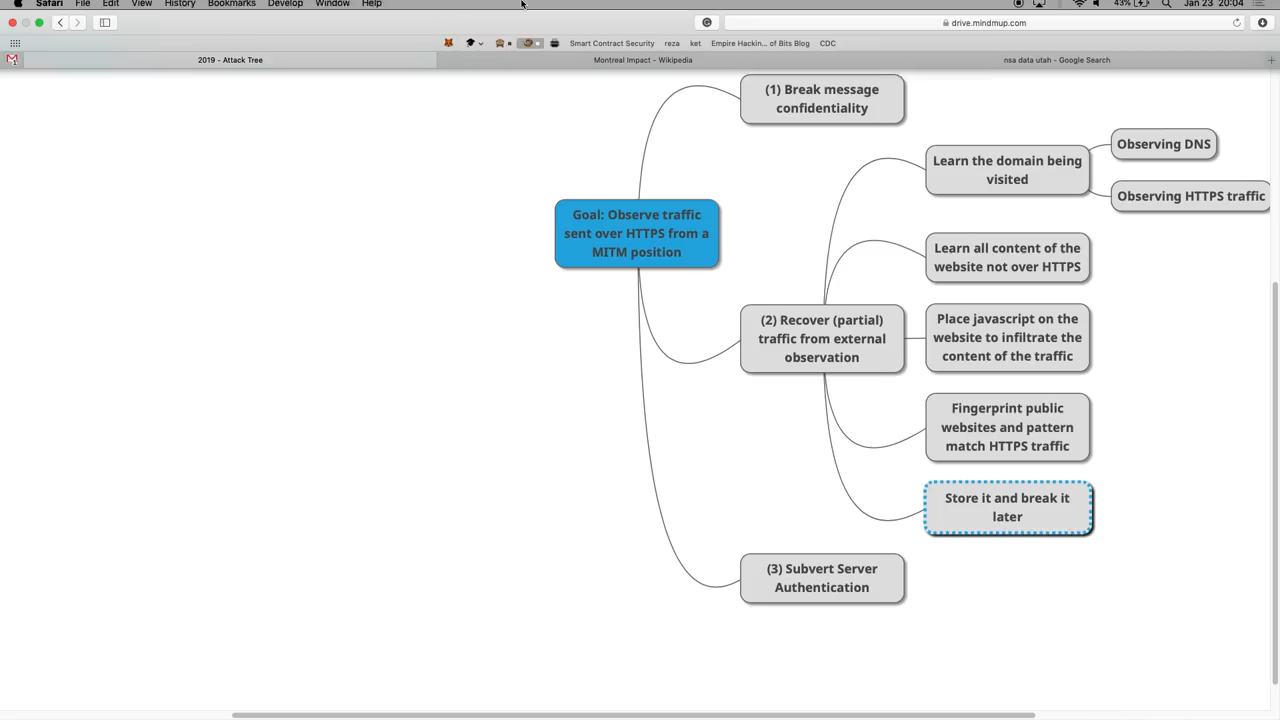 Safari File Edit View History Bookmarks Develop Window Help 43% Jan 23 20:04
drive.mindmup.com
Smart Contract Security reza ket Empire Hackin... of Bits Blog CDC
2019 - Attack Tree Montreal Impact - Wikipedia nsa data utah - Google Search
(1) Break message
confidentiality
Goal: Observe traffic
sent over HTTPS from a
MITM position
Learn the domain being
visited
Observing DNS
Observing HTTPS traffic
Learn all content of the
website not over HTTPS
(2) Recover (partial)
traffic from external
observation
Place javascript on the
website to infiltrate the
content of the traffic
Fingerprint public
websites and pattern
match HTTPS traffic
Store it and break it
later
(3) Subvert Server
Authentication